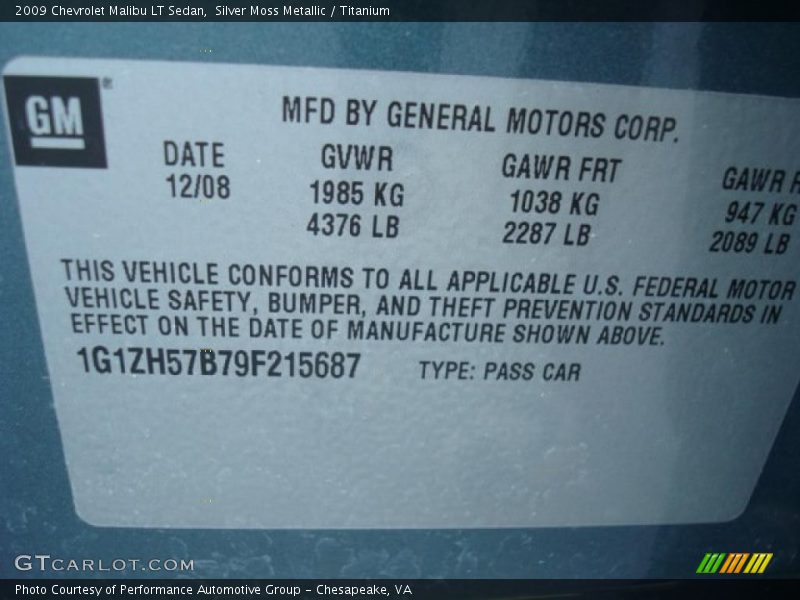 2009 Chevrolet Malibu LT Sedan, Silver Moss Metallic / Titanium
GM®
MFD BY GENERAL MOTORS CORP.
DATE GVWR GAWR FRT GAWR
12/08 1985 KG 1038 KG 947 KG
4376 LB 2287 LB 2089 LB
THIS VEHICLE CONFORMS TO ALL APPLICABLE U.S. FEDERAL MOTOR
VEHICLE SAFETY, BUMPER, AND THEFT PREVENTION STANDARDS IN
EFFECT ON THE DATE OF MANUFACTURE SHOWN ABOVE.
1G1ZH57B79F215687 TYPE: PASS CAR
GTCARLOT.COM
Photo Courtesy of Performance Automotive Group - Chesapeake, VA